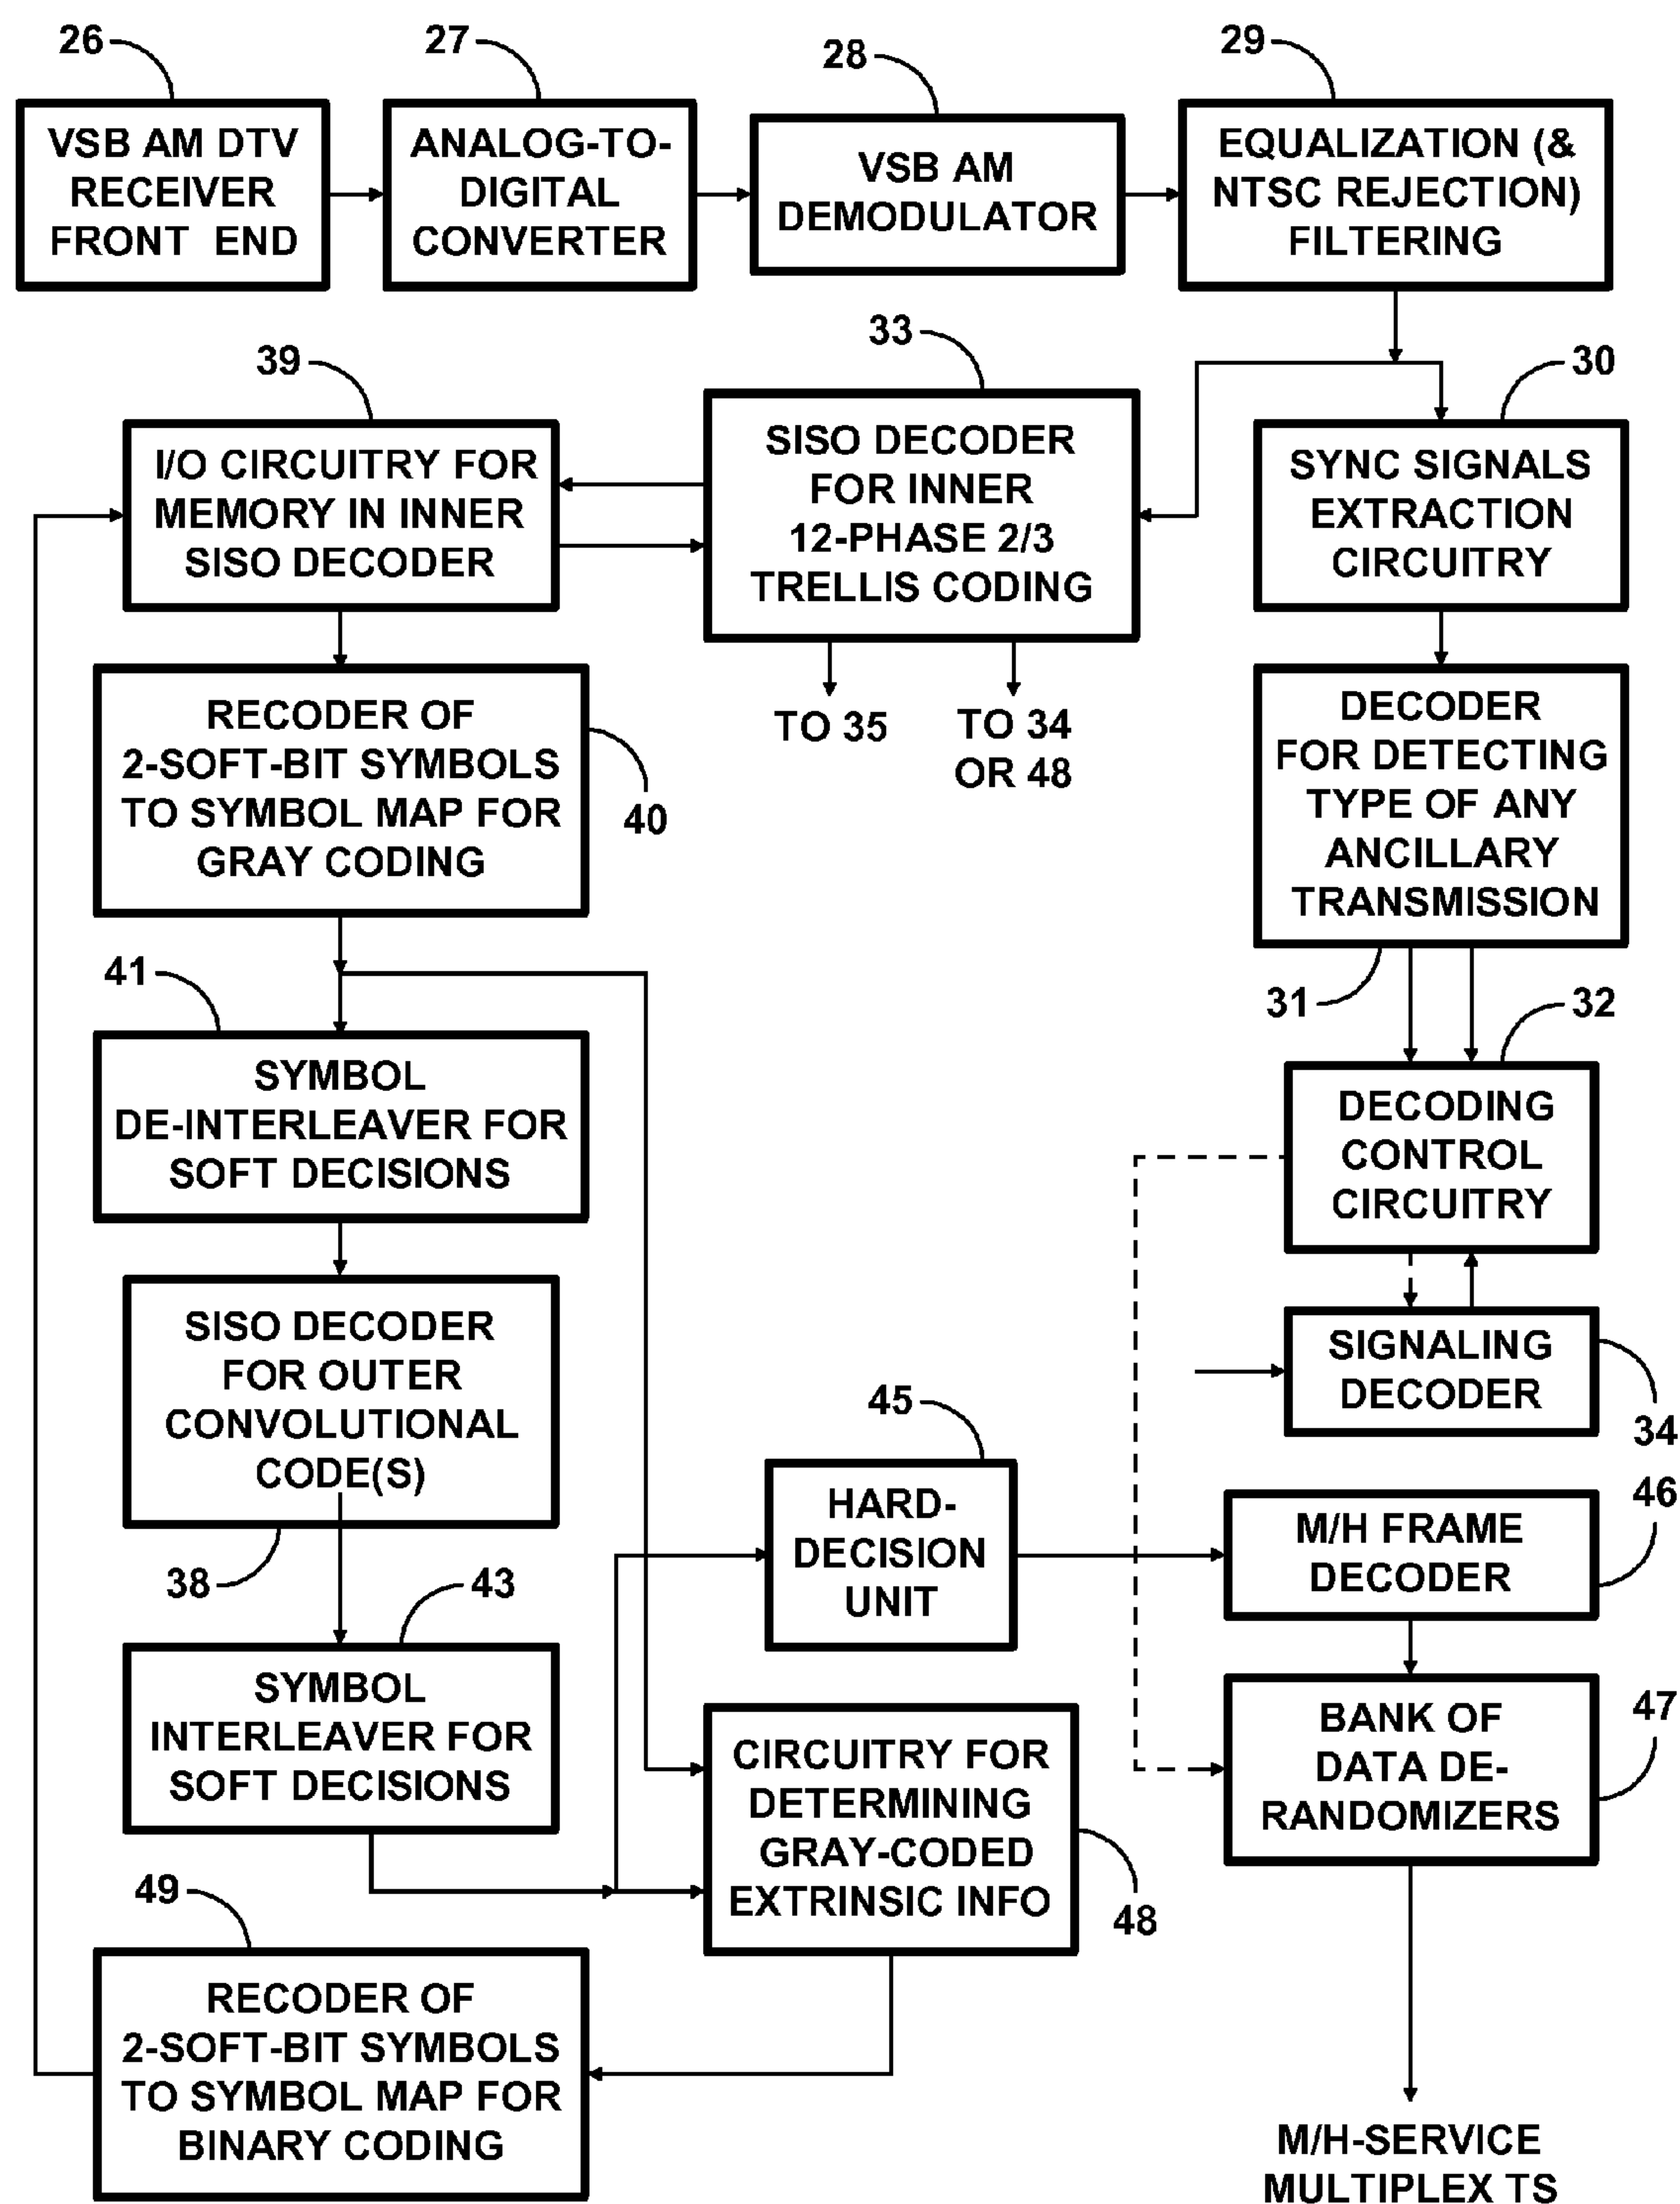 26
27
28
29
VSB AM DTV
RECEIVER
FRONT END
ANALOG-TO-
DIGITAL
CONVERTER
VSB AM
DEMODULATOR
EQUALIZATION (&
NTSC REJECTION)
FILTERING
39
33
30
I/O CIRCUITRY FOR
MEMORY IN INNER
SISO DECODER
SISO DECODER
FOR INNER
12-PHASE 2/3
TRELLIS CODING
SYNC SIGNALS
EXTRACTION
CIRCUITRY
TO 35
TO 34
OR 48
RECODER OF
2-SOFT-BIT SYMBOLS
TO SYMBOL MAP FOR
GRAY CODING
40
DECODER
FOR DETECTING
TYPE OF ANY
ANCILLARY
TRANSMISSION
41
31
32
SYMBOL
DE-INTERLEAVER FOR
SOFT DECISIONS
DECODING
CONTROL
CIRCUITRY
SISO DECODER
FOR OUTER
CONVOLUTIONAL
CODE(S)
38
SIGNALING
DECODER
34
45
HARD-
DECISION
UNIT
46
M/H FRAME
DECODER
43
SYMBOL
INTERLEAVER FOR
SOFT DECISIONS
CIRCUITRY FOR
DETERMINING
GRAY-CODED
EXTRINSIC INFO
48
47
BANK OF
DATA DE-
RANDOMIZERS
49
RECODER OF
2-SOFT-BIT SYMBOLS
TO SYMBOL MAP FOR
BINARY CODING
M/H-SERVICE
MULTIPLEX TS